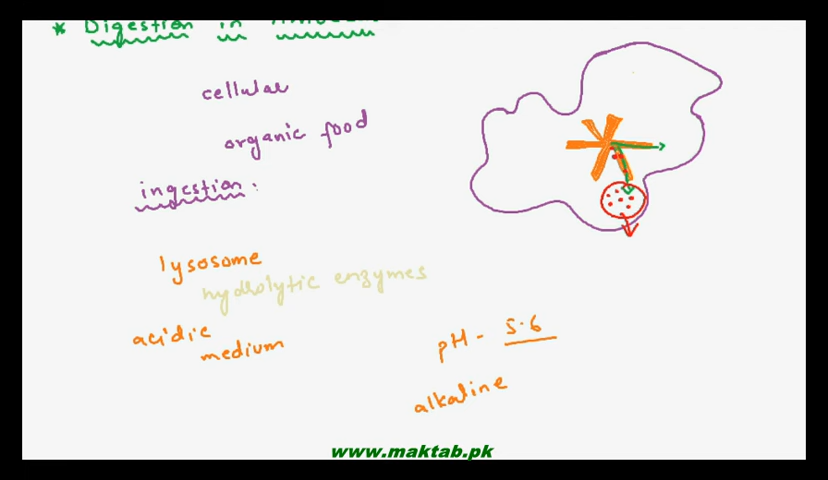 * Digestion in
cellular
organic food
ingestion:
lysosome
hydrolytic enzymes
acidic
medium
pH - 5.6
alkaline
www.maktab.pk